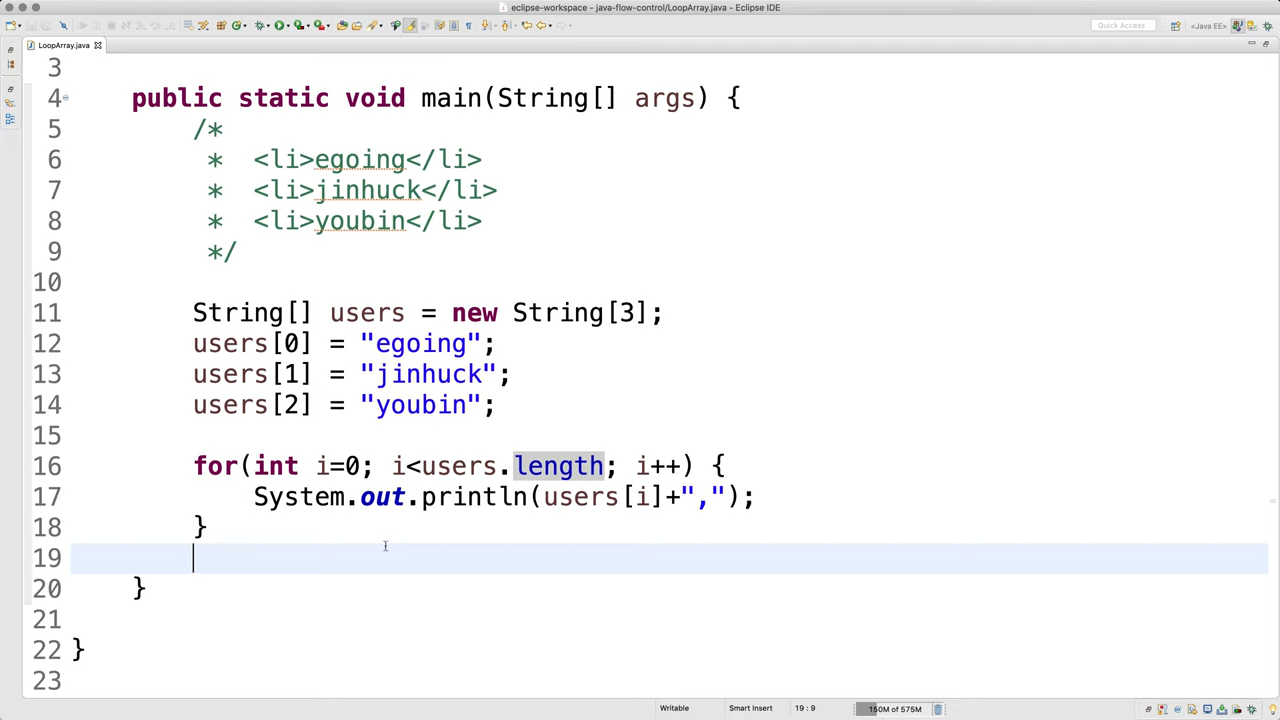 eclipse-workspace - java-flow-control/LoopArray.java - Eclipse IDE
Quick Access
<Java EE>
LoopArray.java
3
4 public static void main(String[] args) {
5 /*
6 * <li>egoing</li>
7 * <li>jinhuck</li>
8 * <li>youbin</li>
9 */
10
11 String[] users = new String[3];
12 users[0] = "egoing";
13 users[1] = "jinhuck";
14 users[2] = "youbin";
15
16 for(int i=0; i<users.length; i++) {
17 System.out.println(users[i]+",");
18 }
19
20 }
21
22 }
23
Writable Smart Insert 19 : 9 150M of 575M